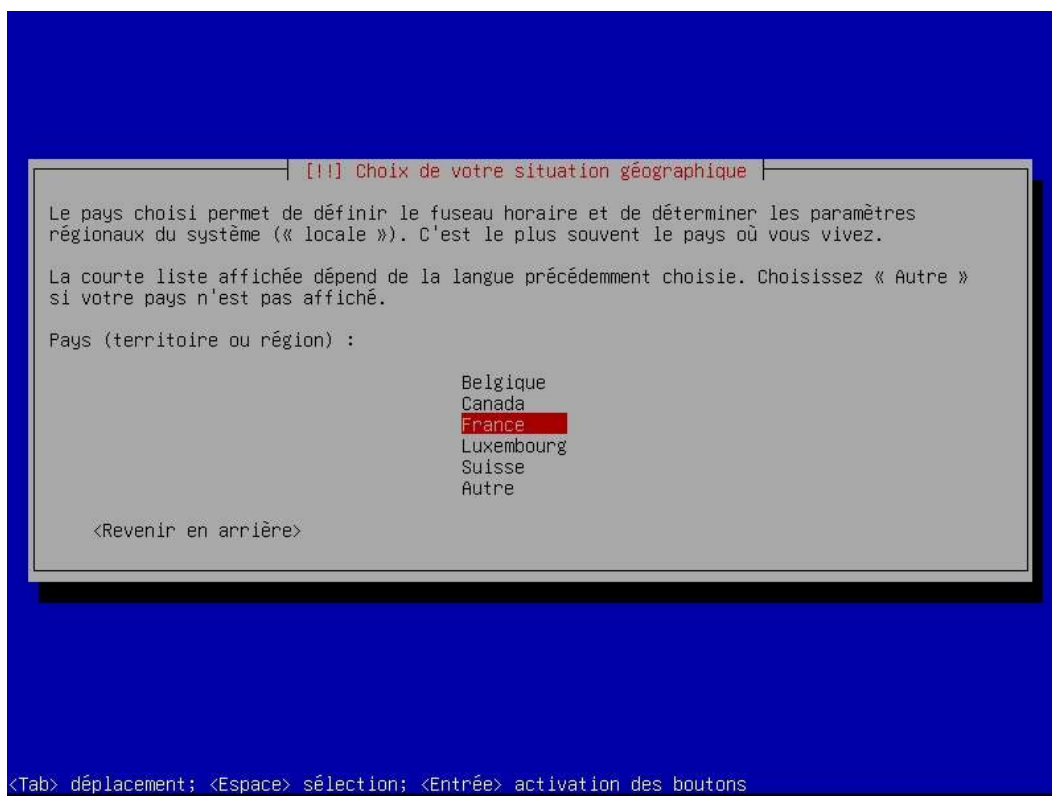 [!!] Choix de votre situation géographique
Le pays choisi permet de définir le fuseau horaire et de déterminer les paramètres
régionaux du système (« locale »). C'est le plus souvent le pays où vous vivez.
La courte liste affichée dépend de la langue précédemment choisie. Choisissez « Autre »
si votre pays n'est pas affiché.
Pays (territoire ou région) :
Belgique
Canada
France
Luxembourg
Suisse
Autre
<Revenir en arrière>
<Tab> déplacement; <Espace> sélection; <Entrée> activation des boutons